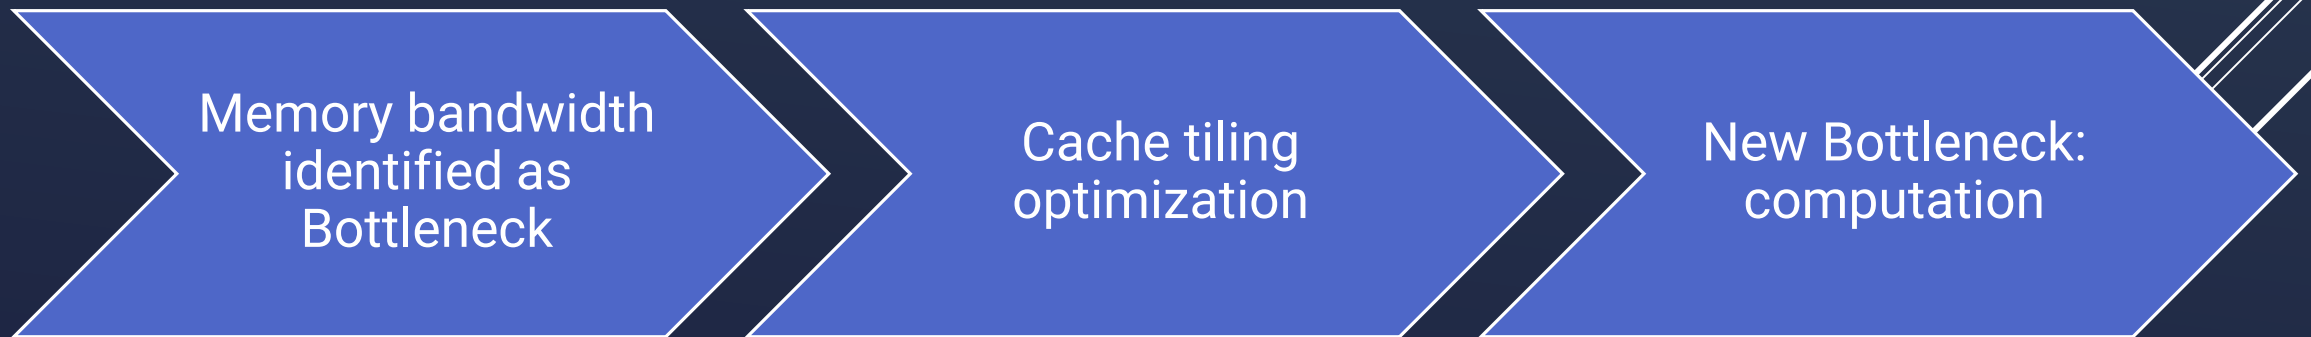 Memory bandwidth
identified as
Bottleneck
Cache tiling
optimization
New Bottleneck:
computation